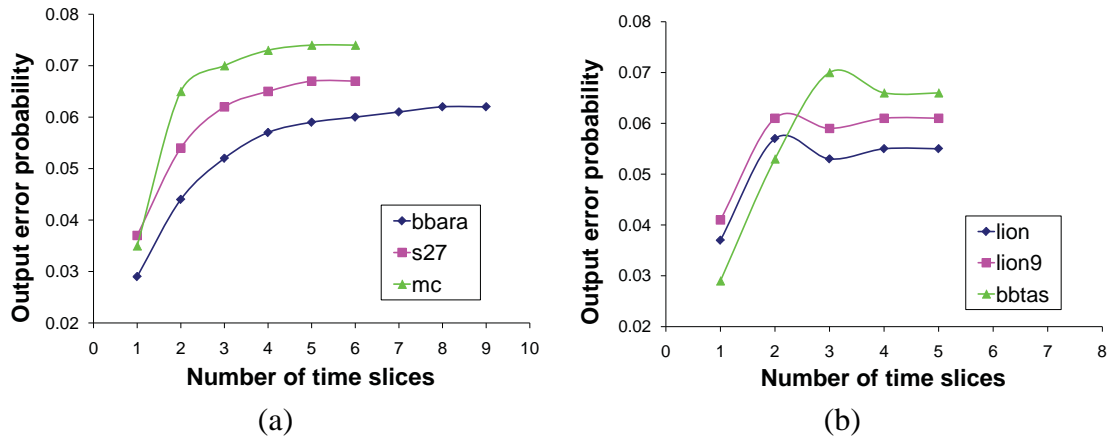 0.08
0.07
0.06
0.05
0.04
0.03
0.02
0 1 2 3 4 5 6 7 8 9 10
Output error probability
Number of time slices
bbara
s27
mc
(a)
0.08
0.07
0.06
0.05
0.04
0.03
0.02
0 1 2 3 4 5 6 7 8
Output error probability
Number of time slices
lion
lion9
bbtas
(b)